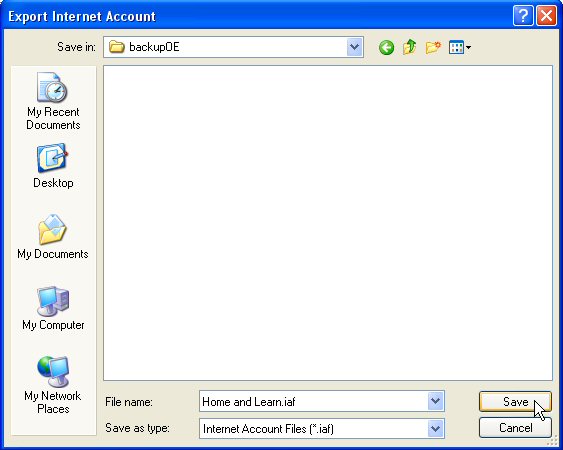 Export Internet Account
Save in:
backupOE
My Recent
Documents
Desktop
My Documents
My Computer
My Network
Places
File name:
Home and Learn.iaf
Save
Save as type:
Internet Account Files (*.iaf)
Cancel